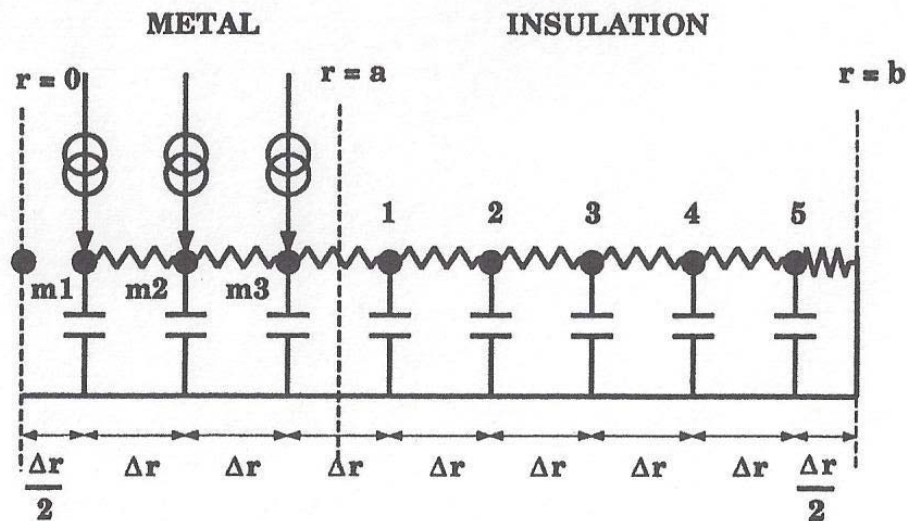 METAL INSULATION
r = 0 r = a r = b
1 2 3 4 5
m1 m2 m3
Δr/2 Δr Δr Δr Δr Δr Δr Δr Δr/2